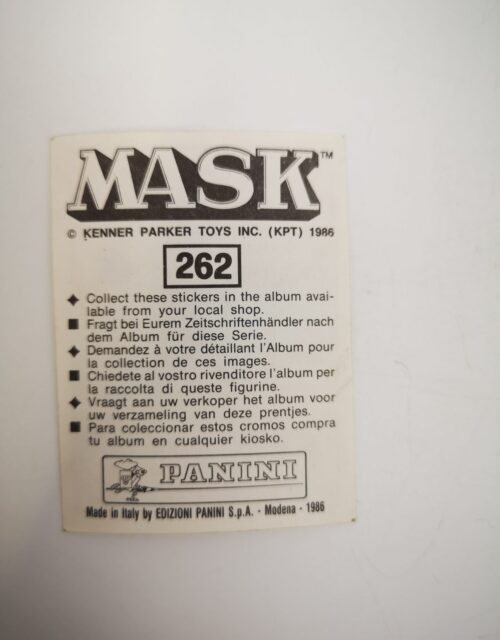 MASK™
© KENNER PARKER TOYS INC. (KPT) 1986
262
◆ Collect these stickers in the album avai-
lable from your local shop.
■ Fragt bei Eurem Zeitschriftenhändler nach
dem Album für diese Serie.
◆ Demandez à votre détaillant l'Album pour
la collection de ces images.
■ Chiedete al vostro rivenditore l'album per
la raccolta di queste figurine.
◆ Vraagt aan uw verkoper het album voor
uw verzameling van deze prentjes.
■ Para coleccionar estos cromos compra
tu album en cualquier kiosko.
PANINI
Made in Italy by EDIZIONI PANINI S.p.A. - Modena - 1986